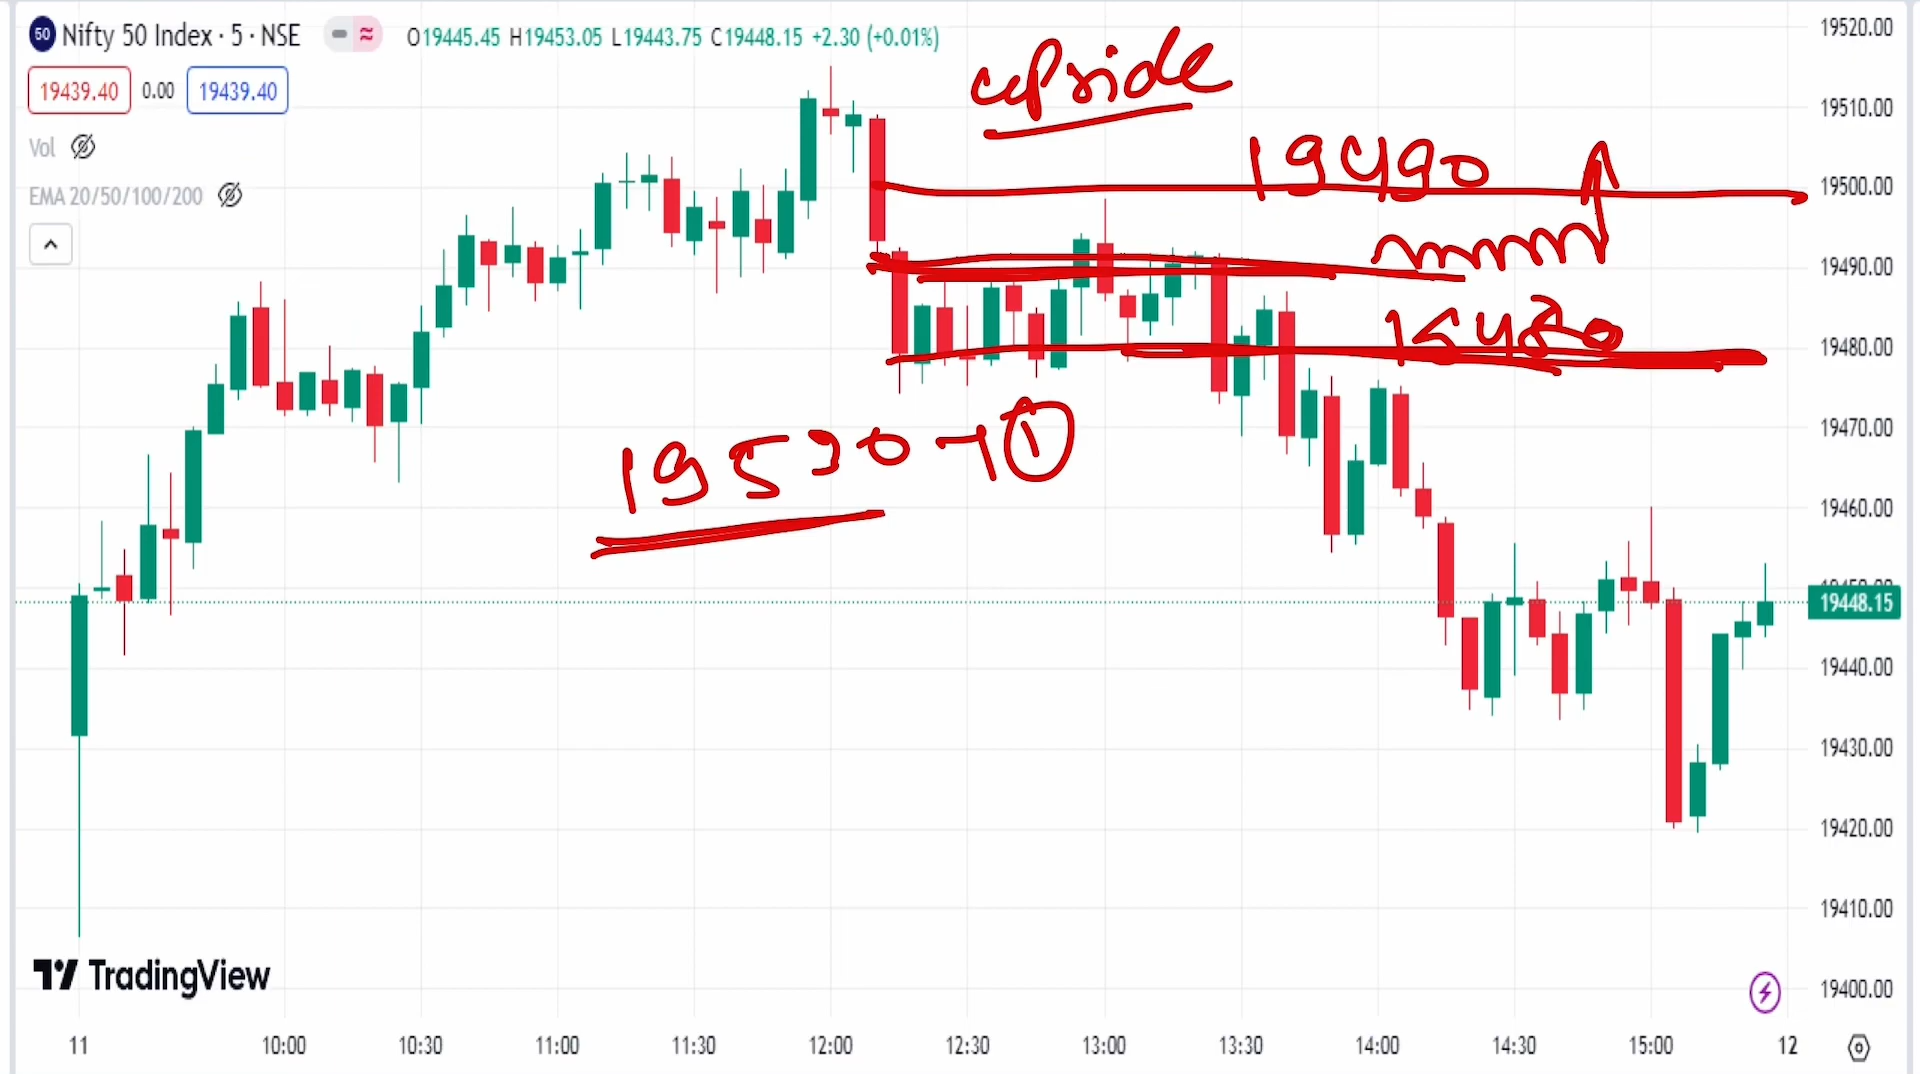 50 Nifty 50 Index · 5 · NSE
O19445.45 H19453.05 L19443.75 C19448.15 +2.30 (+0.01%)
19439.40 0.00 19439.40
Vol
EMA 20/50/100/200
upside
19490
19480
19530 → 1
19520.00
19510.00
19500.00
19490.00
19480.00
19470.00
19460.00
19450.00
19448.15
19440.00
19430.00
19420.00
19410.00
19400.00
TradingView
11 10:00 10:30 11:00 11:30 12:00 12:30 13:00 13:30 14:00 14:30 15:00 12